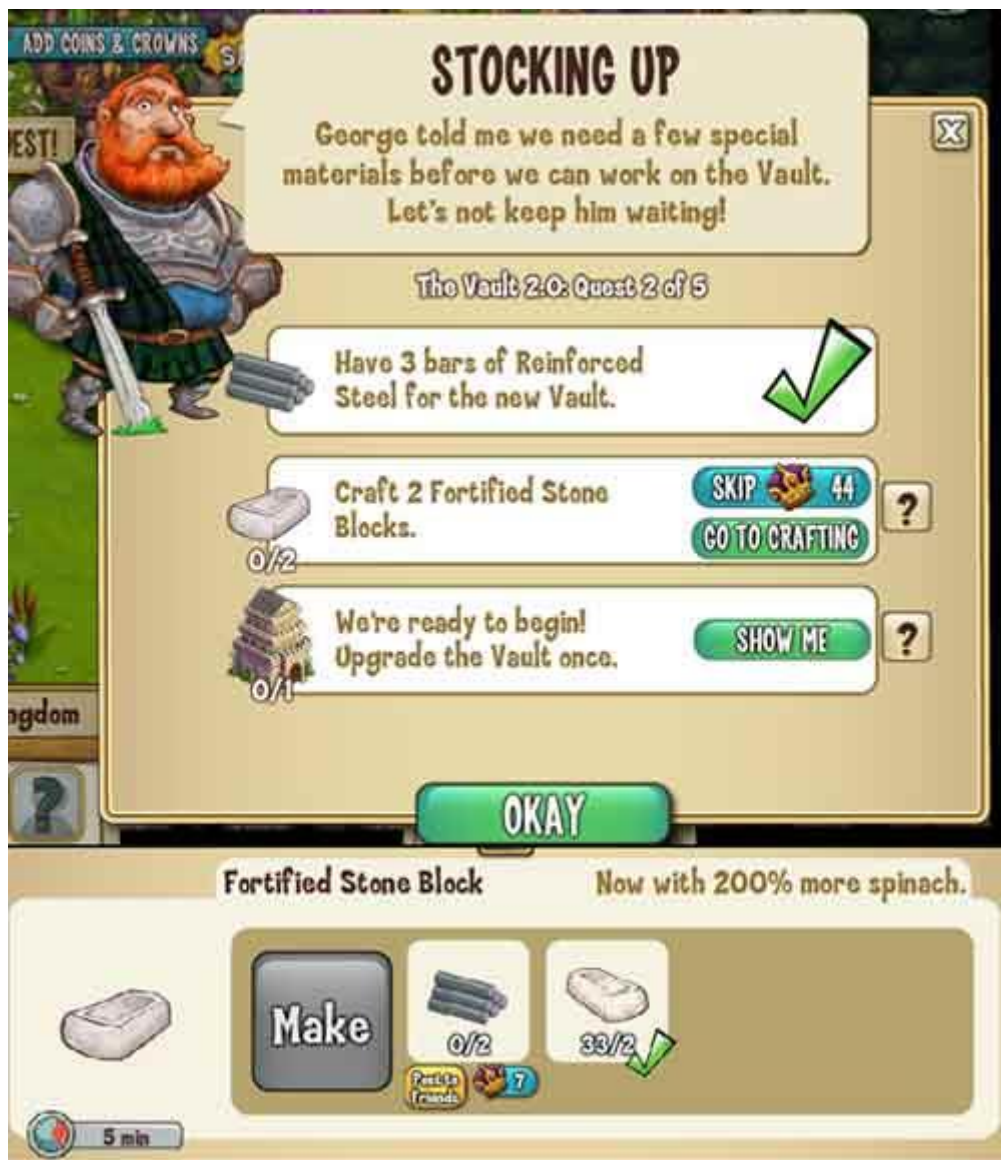 ADD COINS & CROWNS
EST!
STOCKING UP
George told me we need a few special
materials before we can work on the Vault.
Let's not keep him waiting!
The Vault 2.0: Quest 2 of 5
Have 3 bars of Reinforced
Steel for the new Vault.
Craft 2 Fortified Stone
Blocks.
0/2
SKIP 44
GO TO CRAFTING
?
We're ready to begin!
Upgrade the Vault once.
0/1
SHOW ME
?
ngdom
?
OKAY
Fortified Stone Block
Now with 200% more spinach.
Make
0/2
33/2
Post to
Friends
7
5 min
X